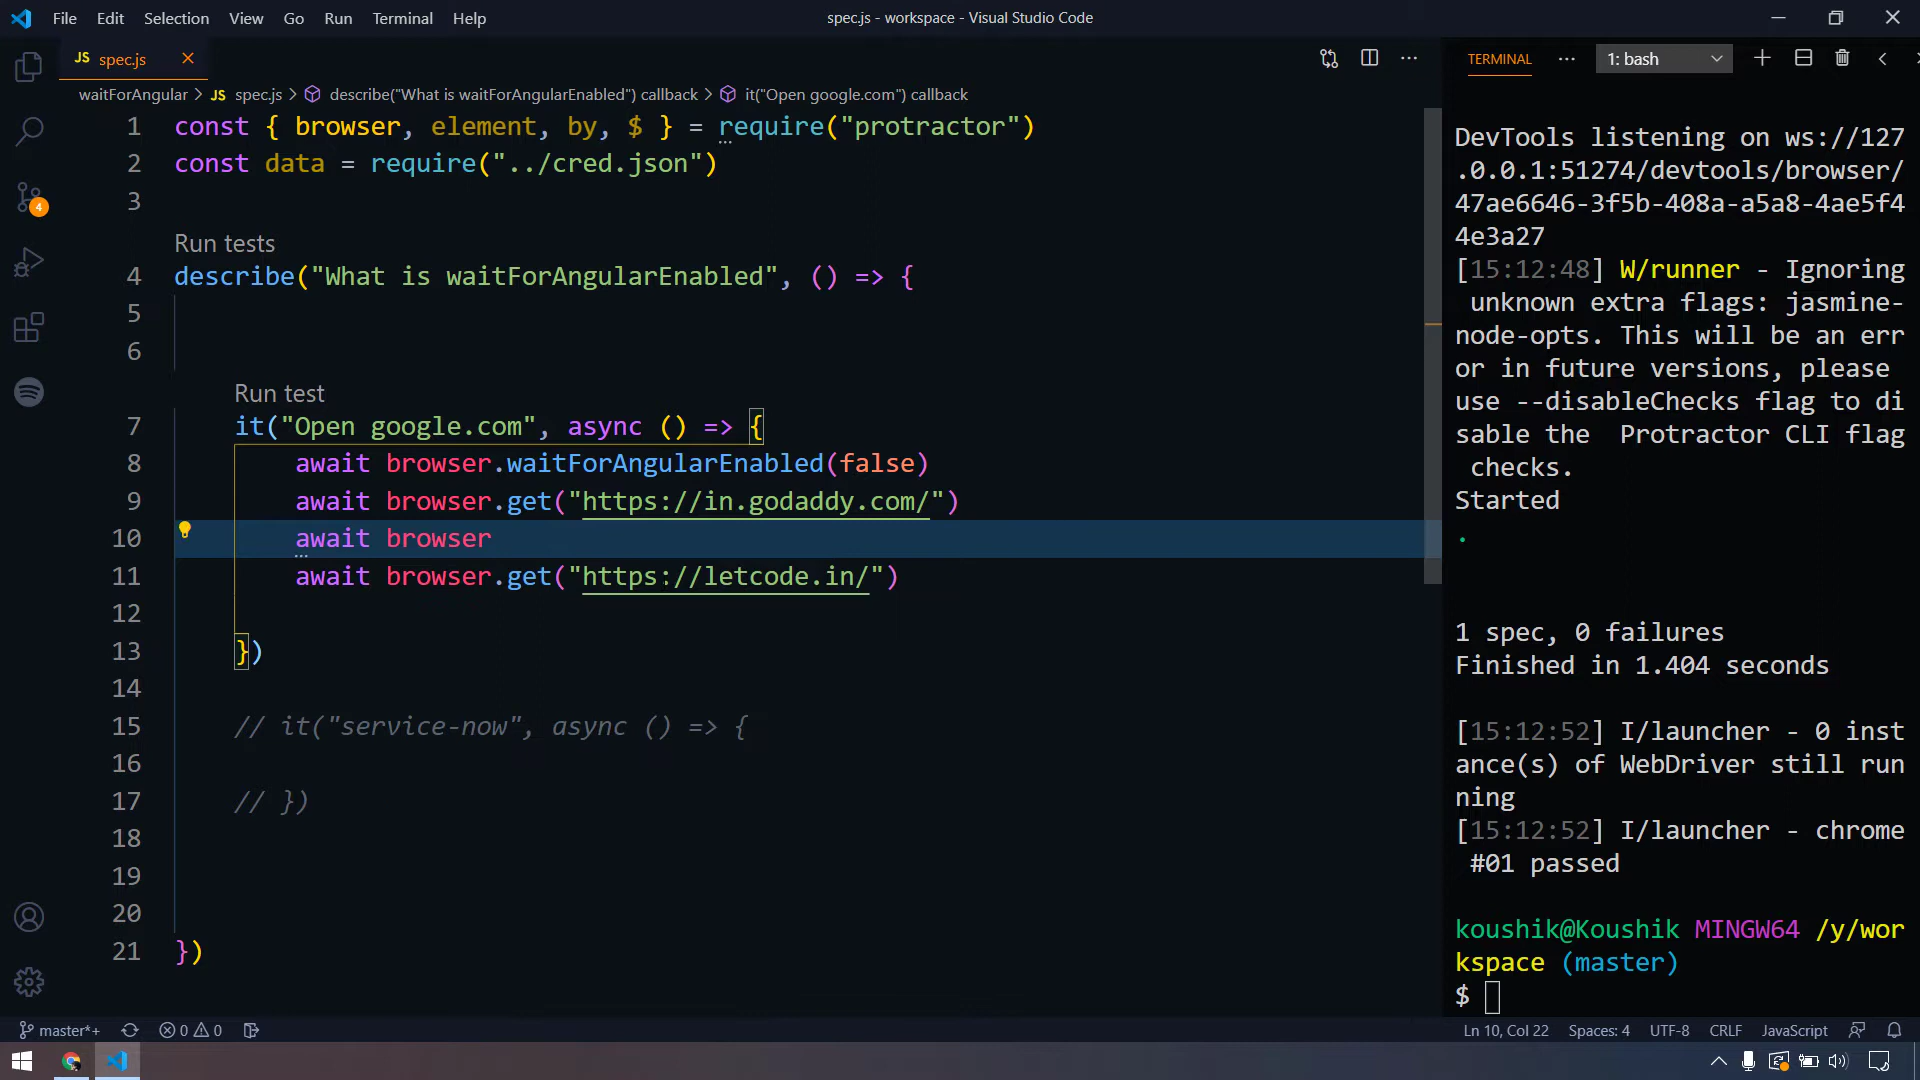 File Edit Selection View Go Run Terminal Help
spec.js - workspace - Visual Studio Code
JS spec.js
TERMINAL
1: bash
waitForAngular > JS spec.js > describe("What is waitForAngularEnabled") callback > it("Open google.com") callback
1 const { browser, element, by, $ } = require("protractor")
2 const data = require("../cred.json")
3
Run tests
4 describe("What is waitForAngularEnabled", () => {
5
6
Run test
7 it("Open google.com", async () => {
8 await browser.waitForAngularEnabled(false)
9 await browser.get("https://in.godaddy.com/")
10 await browser
11 await browser.get("https://letcode.in/")
12
13 })
14
15 // it("service-now", async () => {
16
17 // })
18
19
20
21 })
DevTools listening on ws://127
.0.0.1:51274/devtools/browser/
47ae6646-3f5b-408a-a5a8-4ae5f4
4e3a27
[15:12:48] W/runner - Ignoring
unknown extra flags: jasmine-
node-opts. This will be an err
or in future versions, please
use --disableChecks flag to di
sable the  Protractor CLI flag
checks.
Started
.
1 spec, 0 failures
Finished in 1.404 seconds
[15:12:52] I/launcher - 0 inst
ance(s) of WebDriver still run
ning
[15:12:52] I/launcher - chrome
#01 passed
koushik@Koushik MINGW64 /y/wor
kspace (master)
$
4
master*+
0 0
Ln 10, Col 22 Spaces: 4 UTF-8 CRLF JavaScript